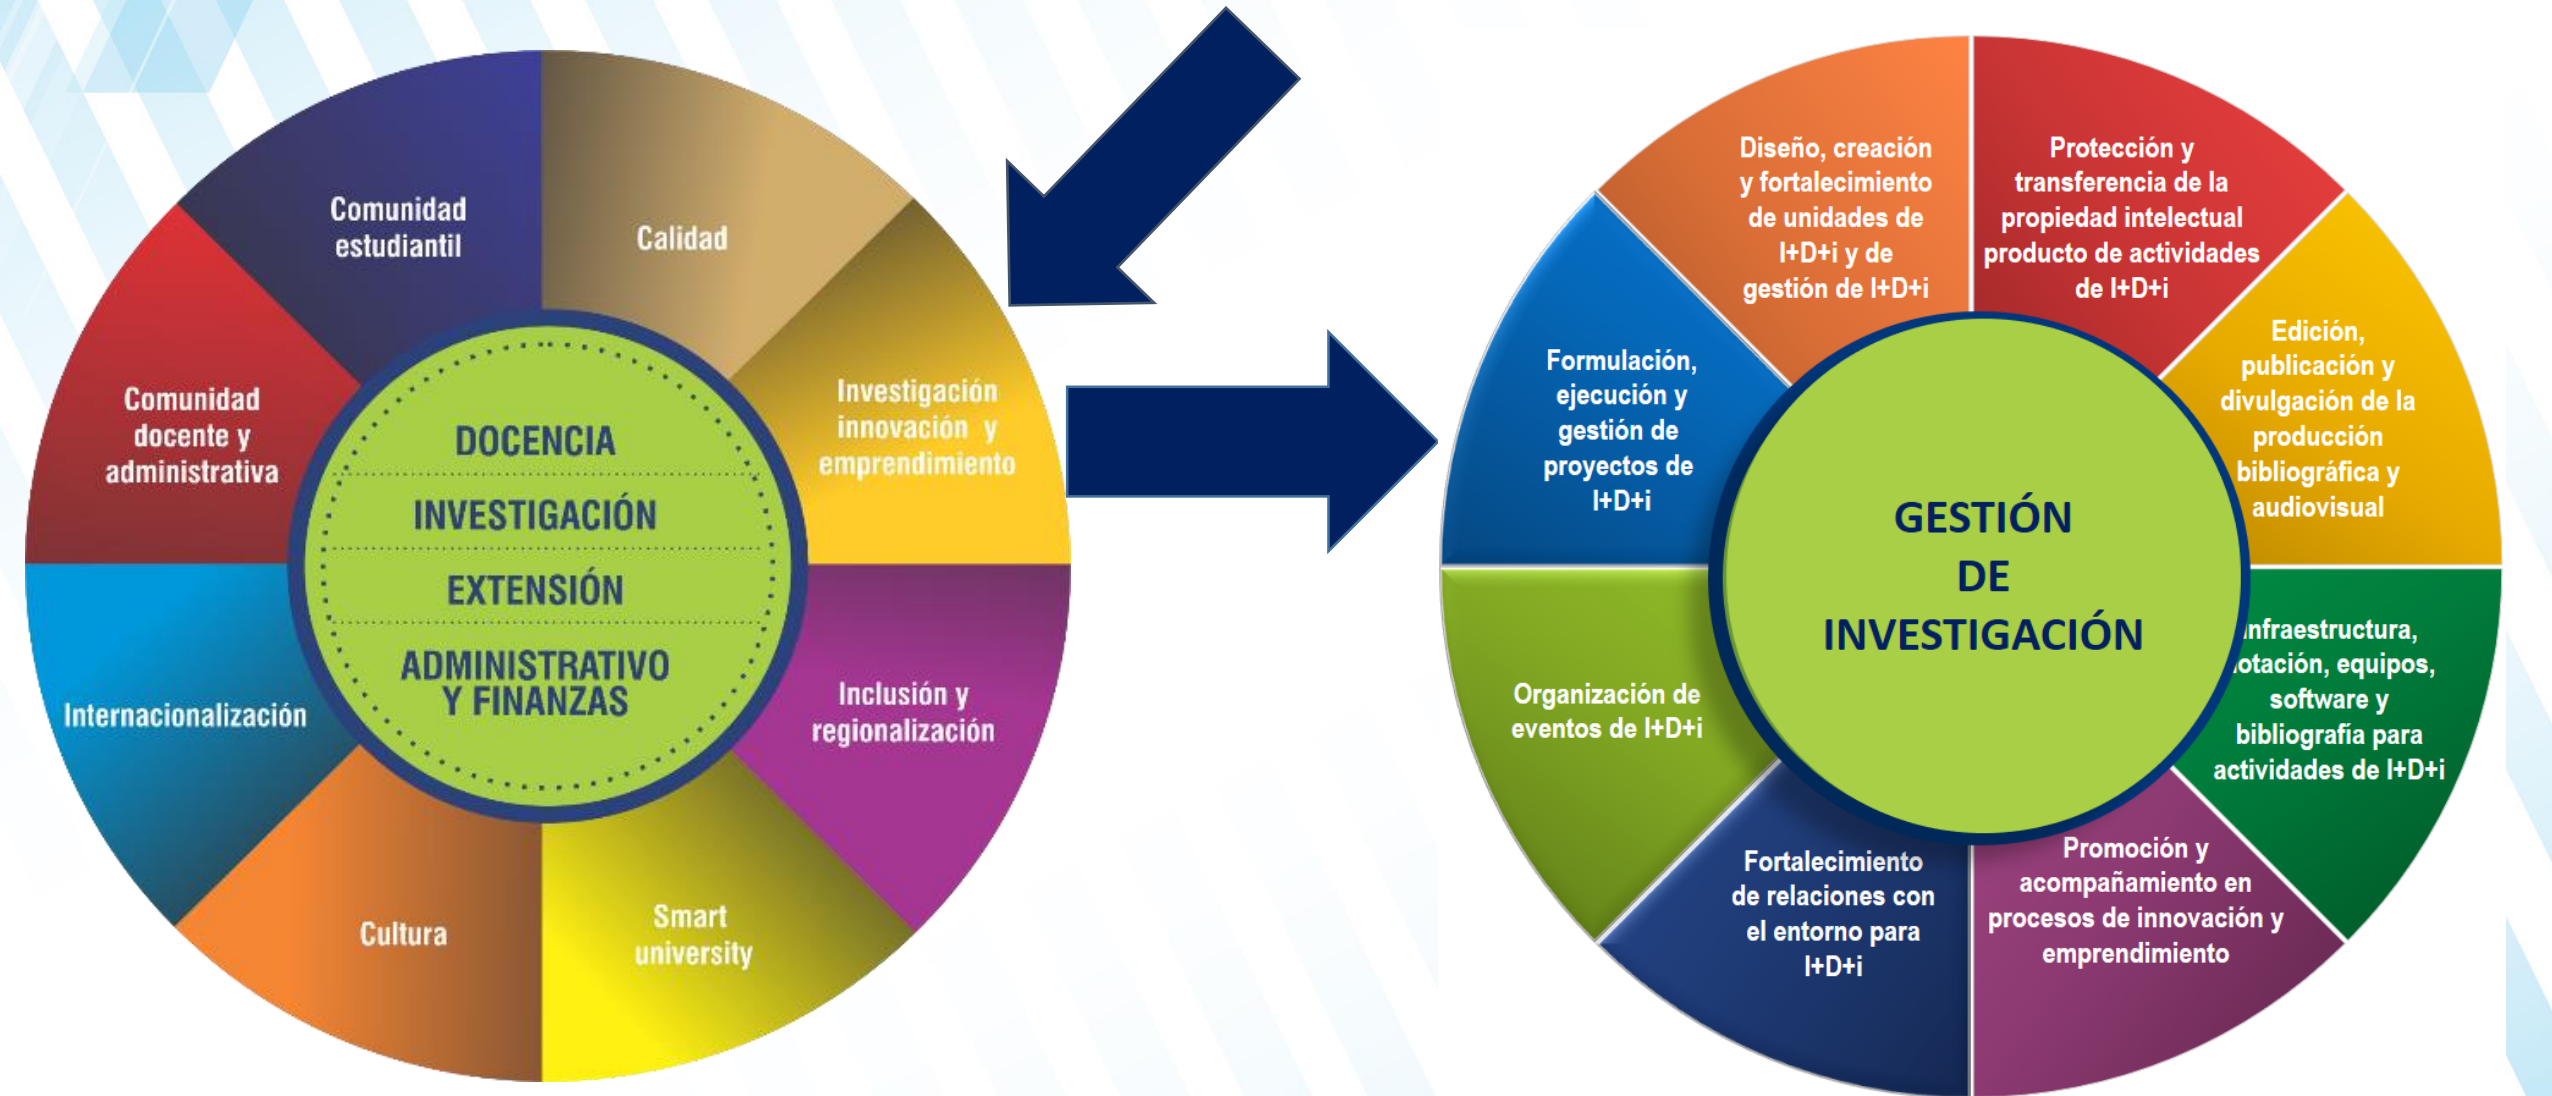 Comunidad
estudiantil
Calidad
Investigación
innovación y
emprendimiento
Inclusión y
regionalización
Smart
university
Cultura
Internacionalización
Comunidad
docente y
administrativa
DOCENCIA
INVESTIGACIÓN
EXTENSIÓN
ADMINISTRATIVO
Y FINANZAS
Diseño, creación
y fortalecimiento
de unidades de
I+D+i y de
gestión de I+D+i
Protección y
transferencia de la
propiedad intelectual
producto de actividades
de I+D+i
Edición,
publicación y
divulgación de la
producción
bibliográfica y
audiovisual
nfraestructura,
otación, equipos,
software y
bibliografía para
actividades de I+D+i
Promoción y
acompañamiento en
procesos de innovación y
emprendimiento
Fortalecimiento
de relaciones con
el entorno para
I+D+i
Organización de
eventos de I+D+i
Formulación,
ejecución y
gestión de
proyectos de
I+D+i
GESTIÓN
DE
INVESTIGACIÓN